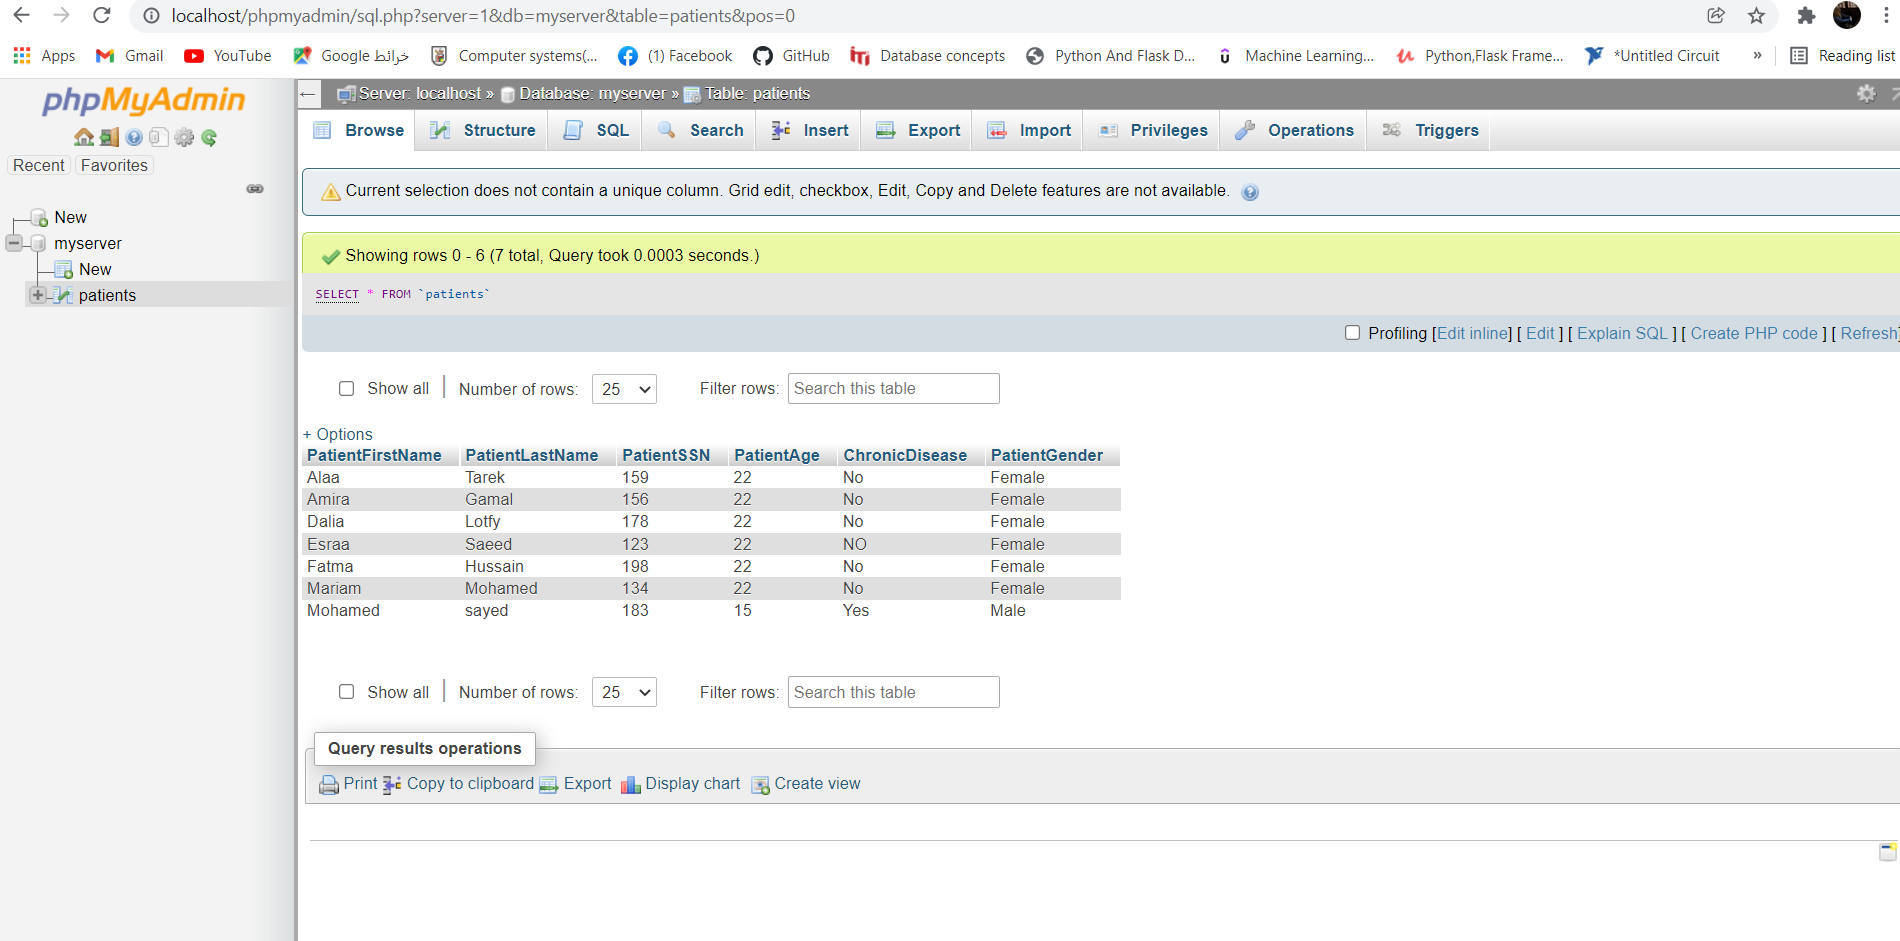 localhost/phpmyadmin/sql.php?server=1&db=myserver&table=patients&pos=0
Apps Gmail YouTube Google خرائط Computer systems(... (1) Facebook GitHub Database concepts Python And Flask D... Machine Learning,... Python,Flask Frame... *Untitled Circuit » Reading list
phpMyAdmin
Recent Favorites
New
myserver
New
patients
Server: localhost » Database: myserver » Table: patients
Browse Structure SQL Search Insert Export Import Privileges Operations Triggers
Current selection does not contain a unique column. Grid edit, checkbox, Edit, Copy and Delete features are not available.
Showing rows 0 - 6 (7 total, Query took 0.0003 seconds.)
SELECT * FROM `patients`
Profiling [Edit inline] [ Edit ] [ Explain SQL ] [ Create PHP code ] [ Refresh]
Show all Number of rows: 25 Filter rows: Search this table
+ Options
PatientFirstName PatientLastName PatientSSN PatientAge ChronicDisease PatientGender
Alaa Tarek 159 22 No Female
Amira Gamal 156 22 No Female
Dalia Lotfy 178 22 No Female
Esraa Saeed 123 22 NO Female
Fatma Hussain 198 22 No Female
Mariam Mohamed 134 22 No Female
Mohamed sayed 183 15 Yes Male
Show all Number of rows: 25 Filter rows: Search this table
Query results operations
Print Copy to clipboard Export Display chart Create view